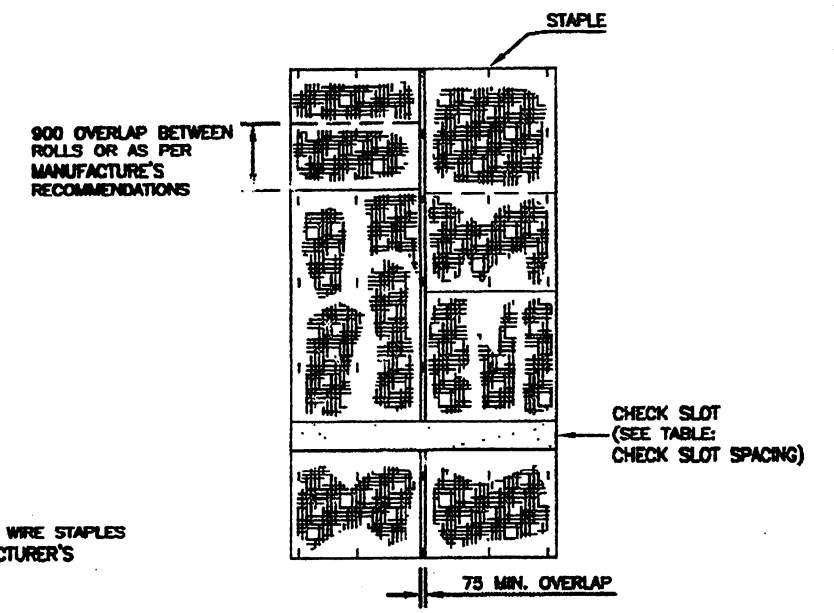 STAPLE
900 OVERLAP BETWEEN
ROLLS OR AS PER
MANUFACTURE'S
RECOMMENDATIONS
CHECK SLOT
(SEE TABLE:
CHECK SLOT SPACING)
WIRE STAPLES
CTURER'S
75 MIN. OVERLAP